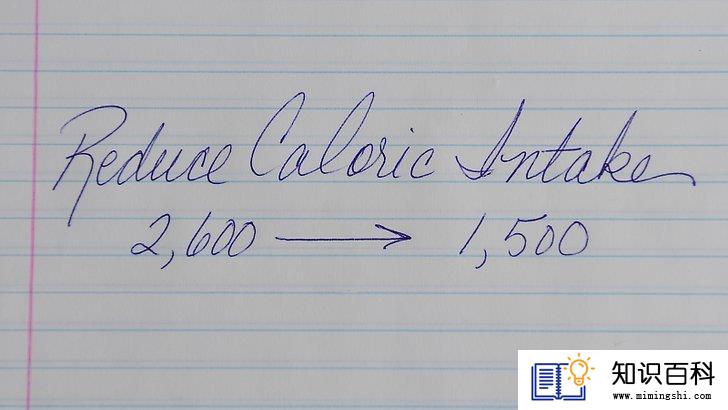 Reduce Caloric Intake
2,600 → 1,500
知识百科
www.mimingshi.com